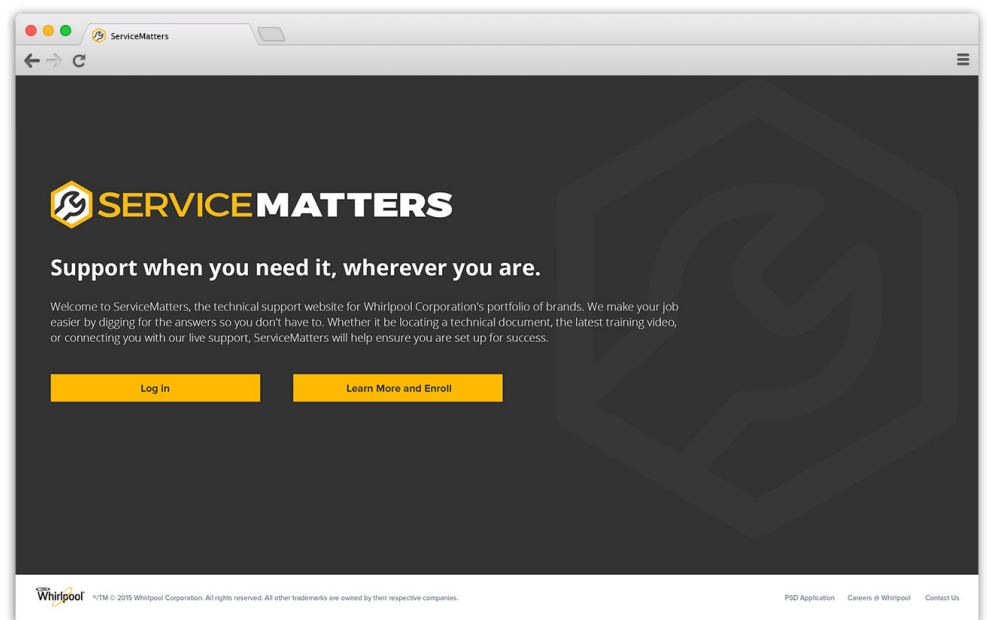 ServiceMatters
SERVICEMATTERS
Support when you need it, wherever you are.
Welcome to ServiceMatters, the technical support website for Whirlpool Corporation's portfolio of brands. We make your job
easier by digging for the answers so you don't have to. Whether it be locating a technical document, the latest training video,
or connecting you with our live support, ServiceMatters will help ensure you are set up for success.
Log in
Learn More and Enroll
Whirlpool
®/TM © 2015 Whirlpool Corporation. All rights reserved. All other trademarks are owned by their respective companies.
PSD Application
Careers @ Whirlpool
Contact Us